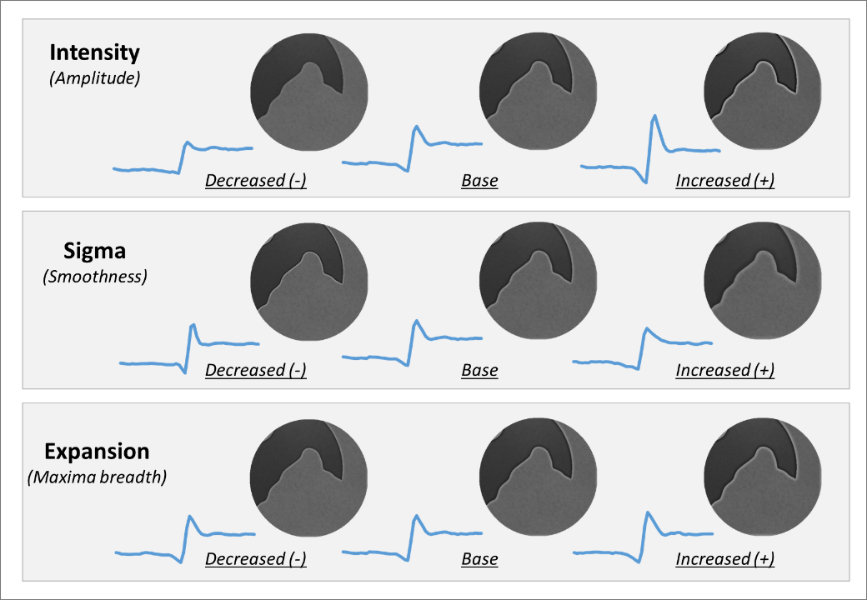 Intensity
(Amplitude)
Decreased (-)
Base
Increased (+)
Sigma
(Smoothness)
Decreased (-)
Base
Increased (+)
Expansion
(Maxima breadth)
Decreased (-)
Base
Increased (+)